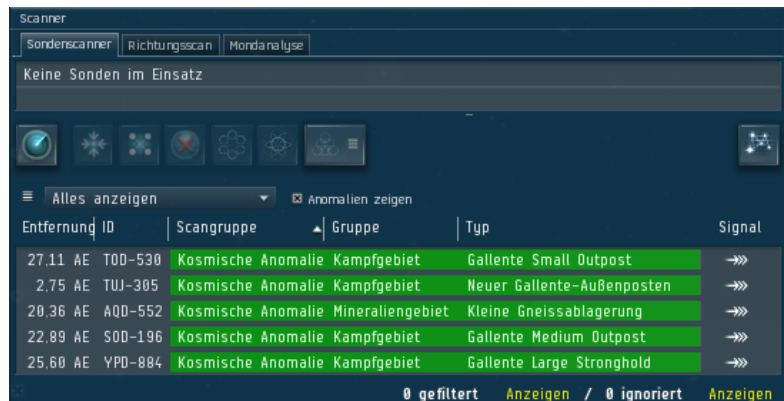 Scanner
Sondenscanner Richtungsscan Mondanalyse
Keine Sonden im Einsatz
Alles anzeigen Anomalien zeigen
Entfernung ID Scangruppe Gruppe Typ Signal
27,11 AE TOD-530 Kosmische Anomalie Kampfgebiet Gallente Small Outpost
2,75 AE TUJ-305 Kosmische Anomalie Kampfgebiet Neuer Gallente-Außenposten
20,36 AE AQD-552 Kosmische Anomalie Mineraliengebiet Kleine Gneissablagerung
22,89 AE SOD-196 Kosmische Anomalie Kampfgebiet Gallente Medium Outpost
25,60 AE YPD-884 Kosmische Anomalie Kampfgebiet Gallente Large Stronghold
0 gefiltert Anzeigen / 0 ignoriert Anzeigen